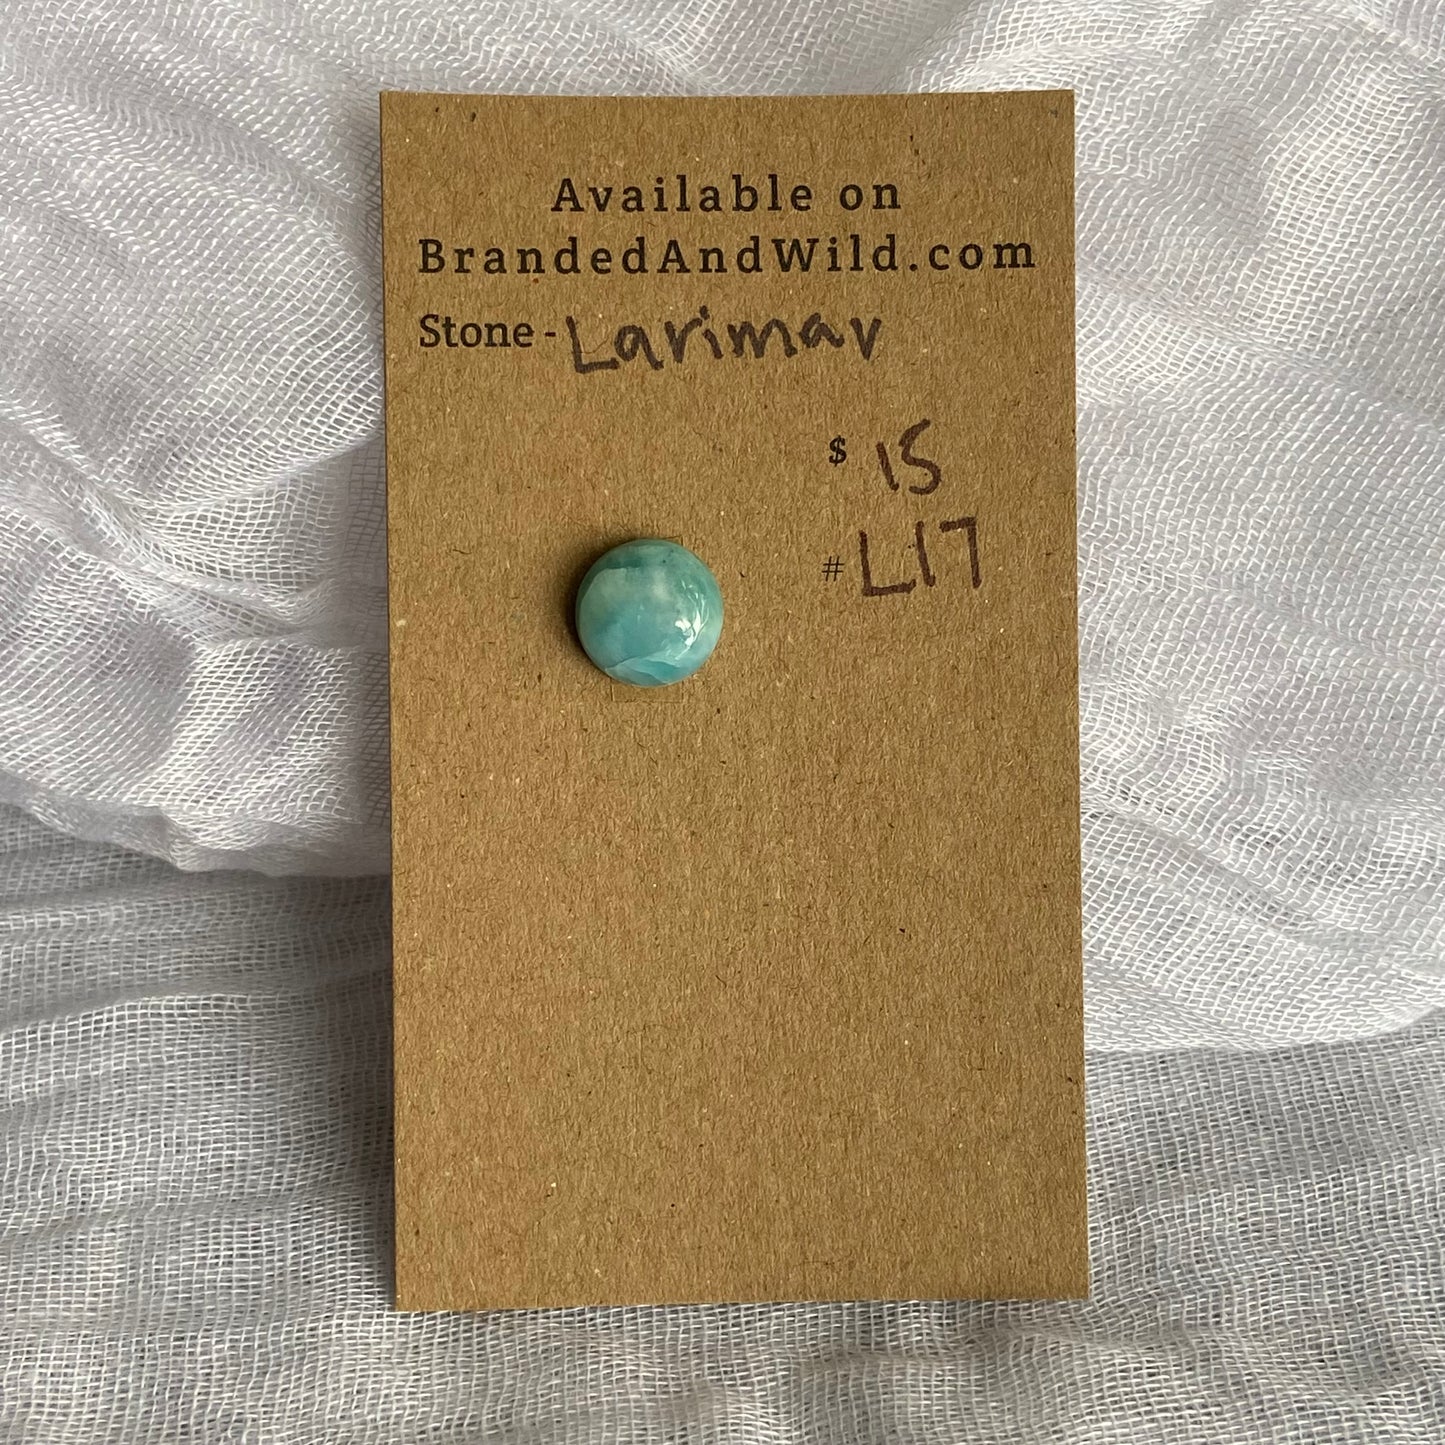 Available on
BrandedAndWild.com
Stone - Larimar
$ 15
# L17